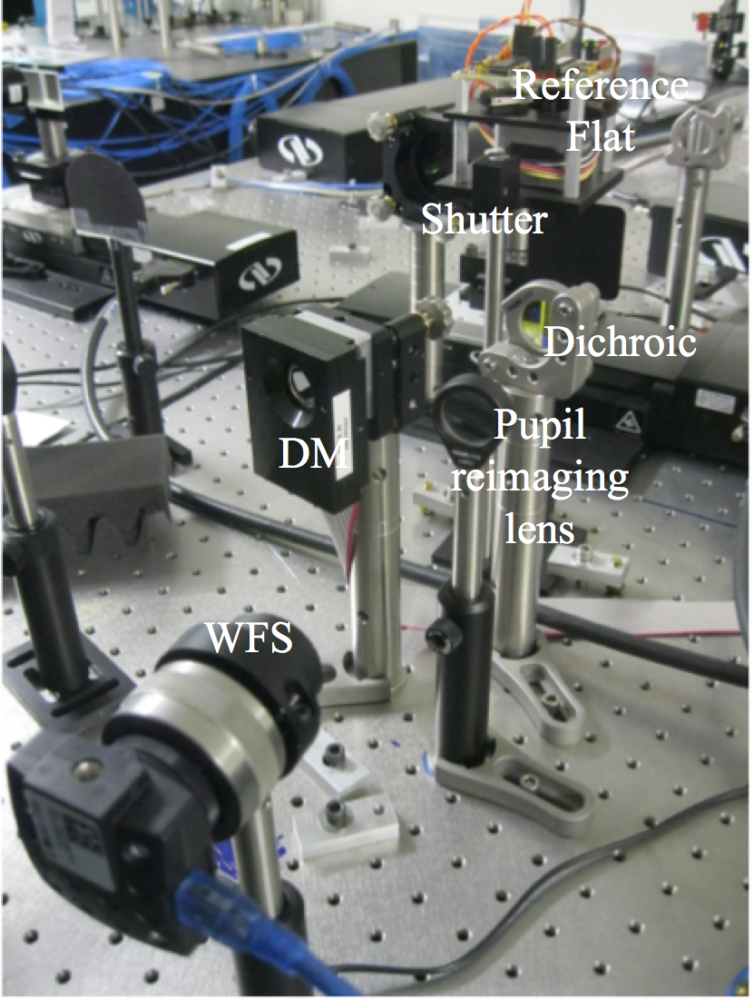 Reference
Flat
Shutter
Dichroic
Pupil
reimaging
lens
DM
WFS